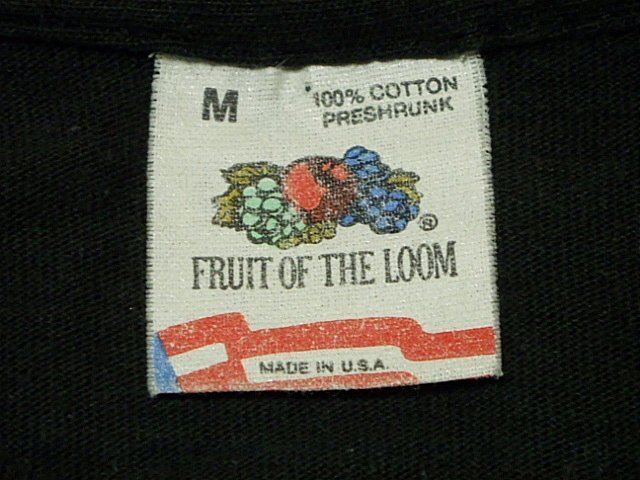 M
100% COTTON
PRESHRUNK
®
FRUIT OF THE LOOM
MADE IN U.S.A.